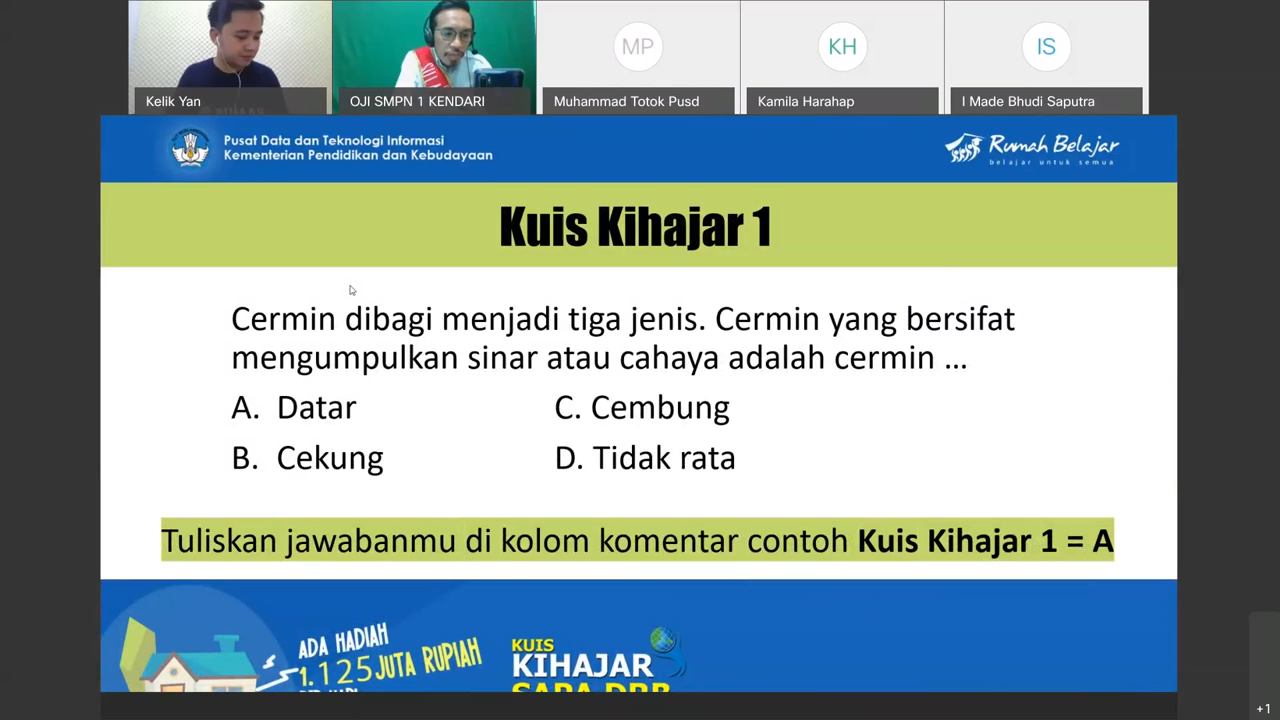 MP
KH
IS
Kelik Yan
OJI SMPN 1 KENDARI
Muhammad Totok Pusd
Kamila Harahap
I Made Bhudi Saputra
Pusat Data dan Teknologi Informasi
Kementerian Pendidikan dan Kebudayaan
Rumah Belajar
belajar untuk semua
Kuis Kihajar 1
Cermin dibagi menjadi tiga jenis. Cermin yang bersifat
mengumpulkan sinar atau cahaya adalah cermin ...
A. Datar
C. Cembung
B. Cekung
D. Tidak rata
Tuliskan jawabanmu di kolom komentar contoh Kuis Kihajar 1 = A
ADA HADIAH
1.125 JUTA RUPIAH
KUIS
KIHAJAR
+1